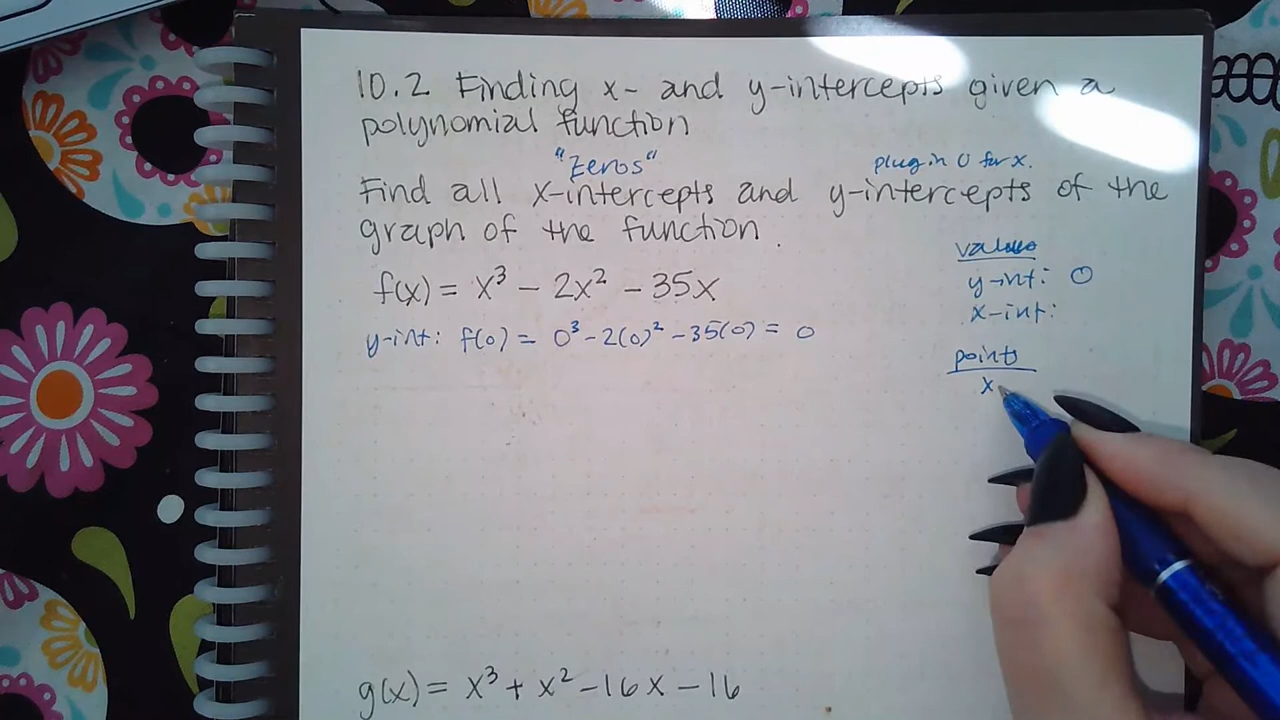 10.2 Finding x- and y-intercepts given a
polynomial function
"Zeros" plug in 0 for x.
Find all x-intercepts and y-intercepts of the
graph of the function.
values
f(x) = x³ - 2x² - 35x
y-int: 0
x-int:
y-int: f(0) = 0³ - 2(0)² - 35(0) = 0
points
x
g(x) = x³ + x² - 16x - 16